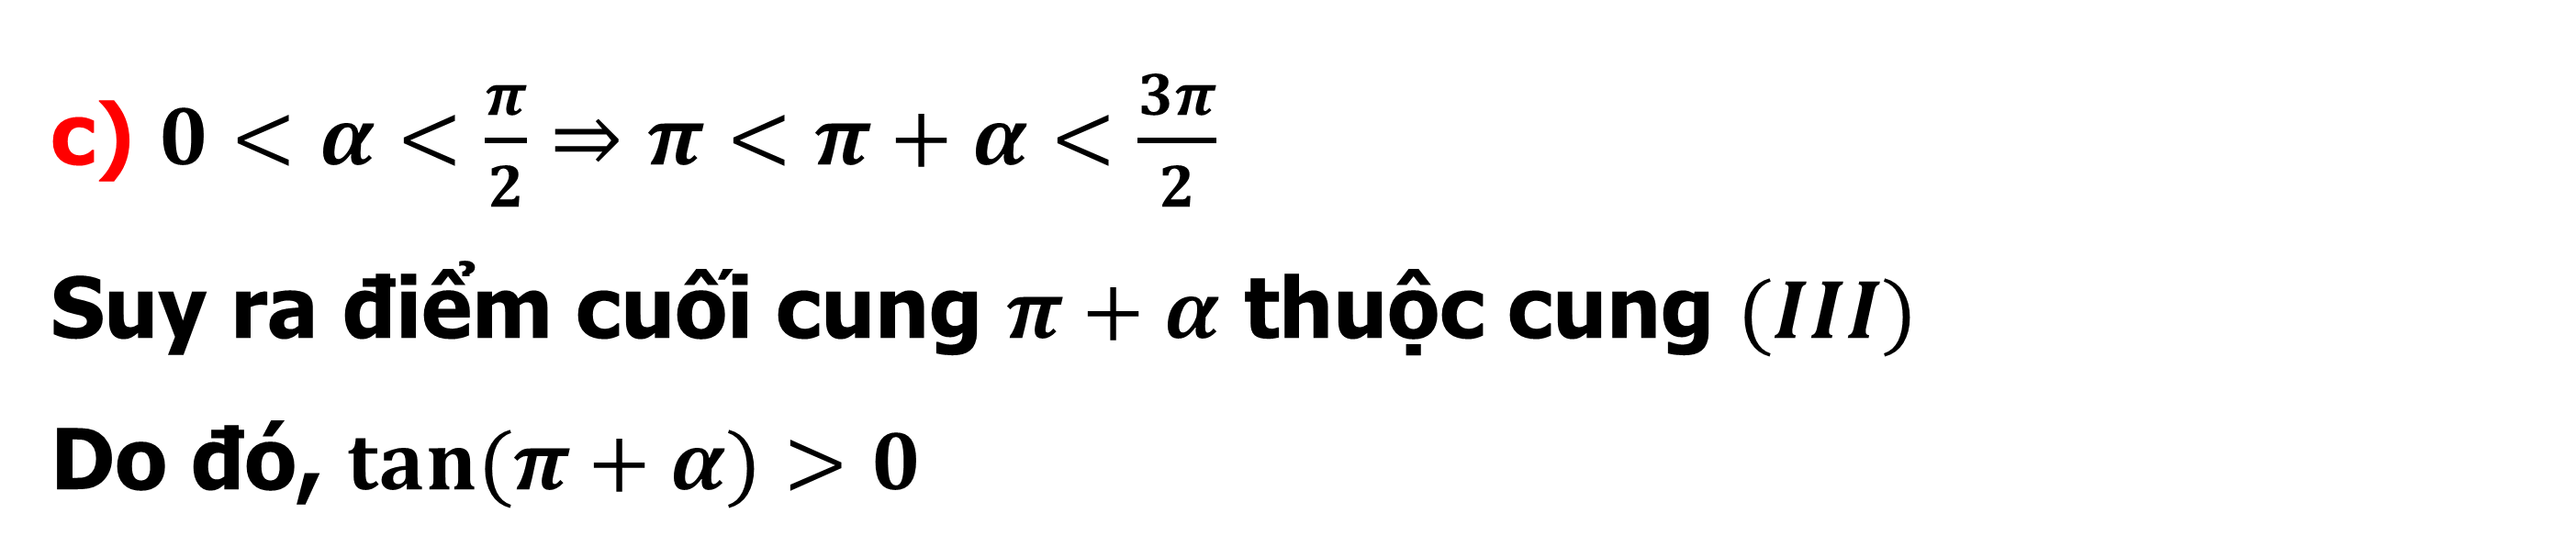 c) 0 < α < π/2 ⇒ π < π + α < 3π/2
Suy ra điểm cuối cung π + α thuộc cung (III)
Do đó, tan(π + α) > 0